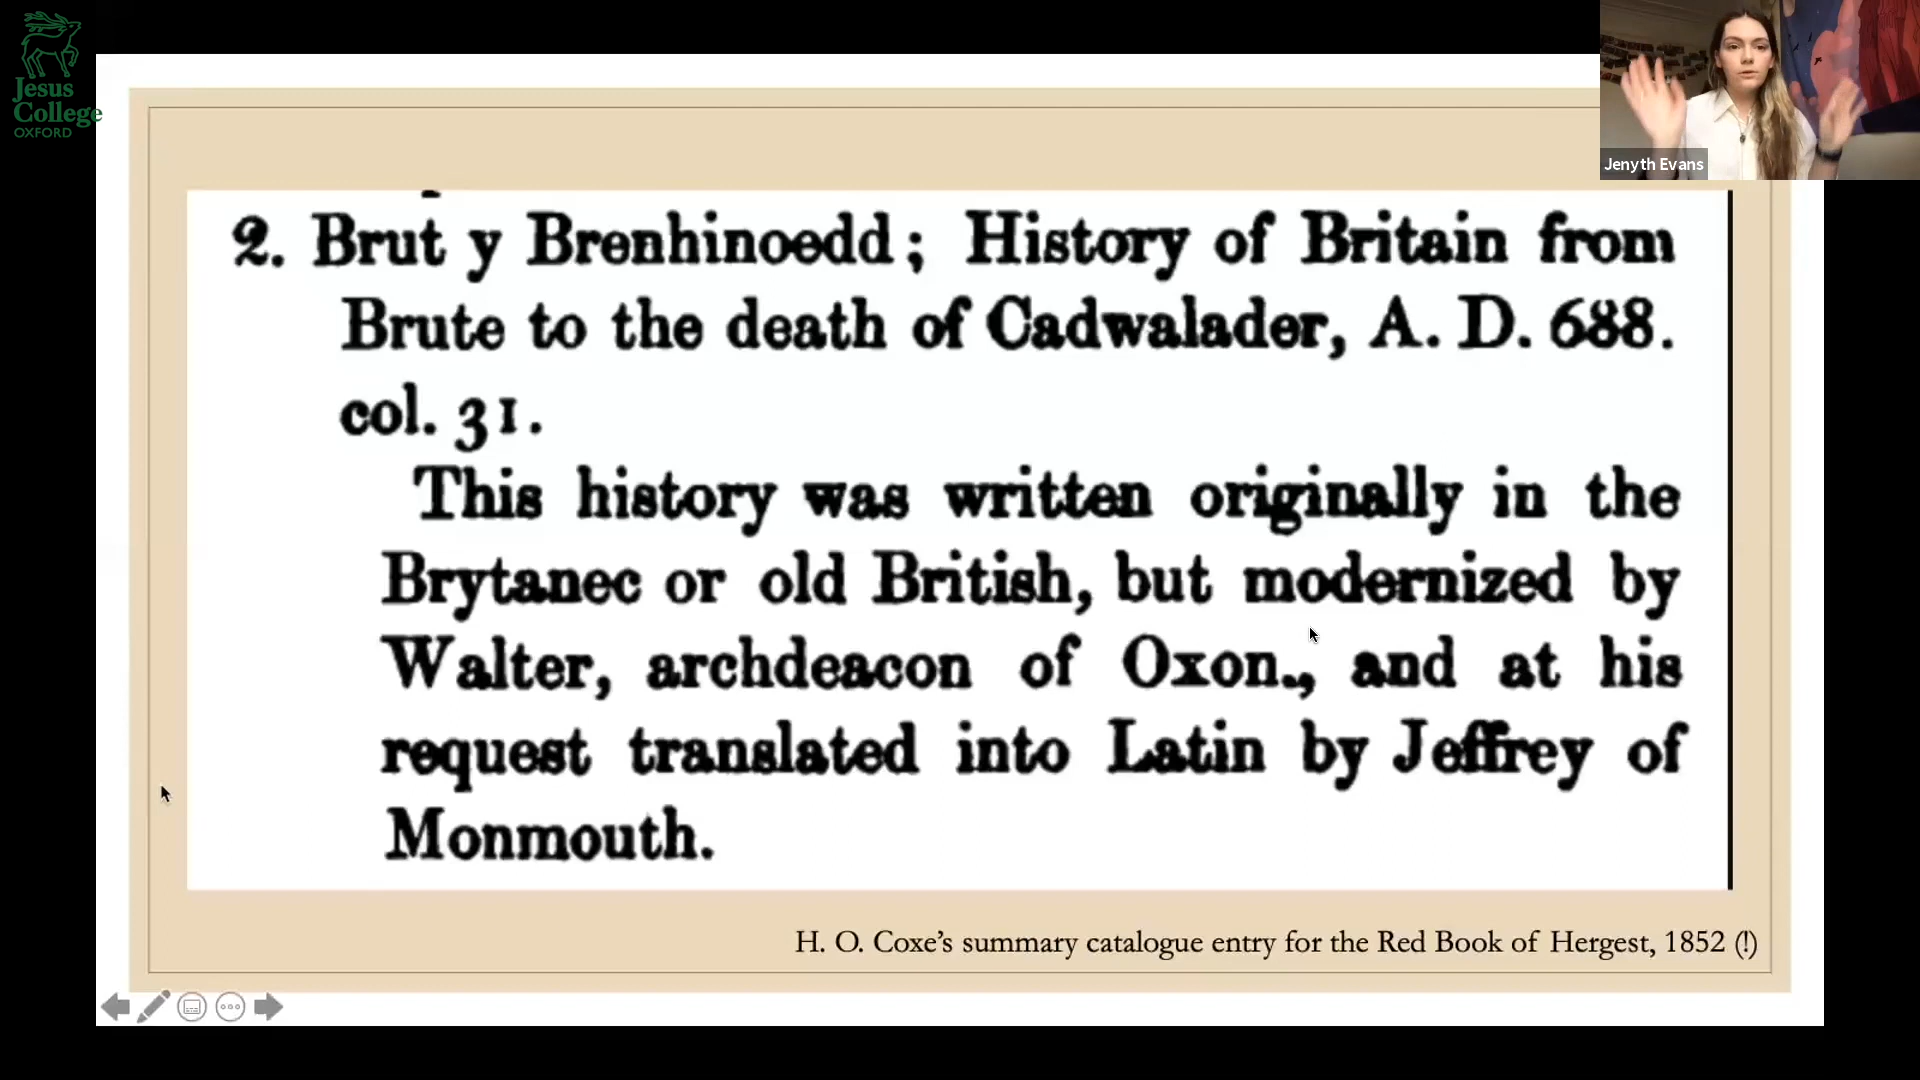 Jesus
College
OXFORD
Jenyth Evans
2. Brut y Brenhinoedd; History of Britain from
Brute to the death of Cadwalader, A. D. 688.
col. 31.
This history was written originally in the
Brytanec or old British, but modernized by
Walter, archdeacon of Oxon., and at his
request translated into Latin by Jeffrey of
Monmouth.
H. O. Coxe’s summary catalogue entry for the Red Book of Hergest, 1852 (!)